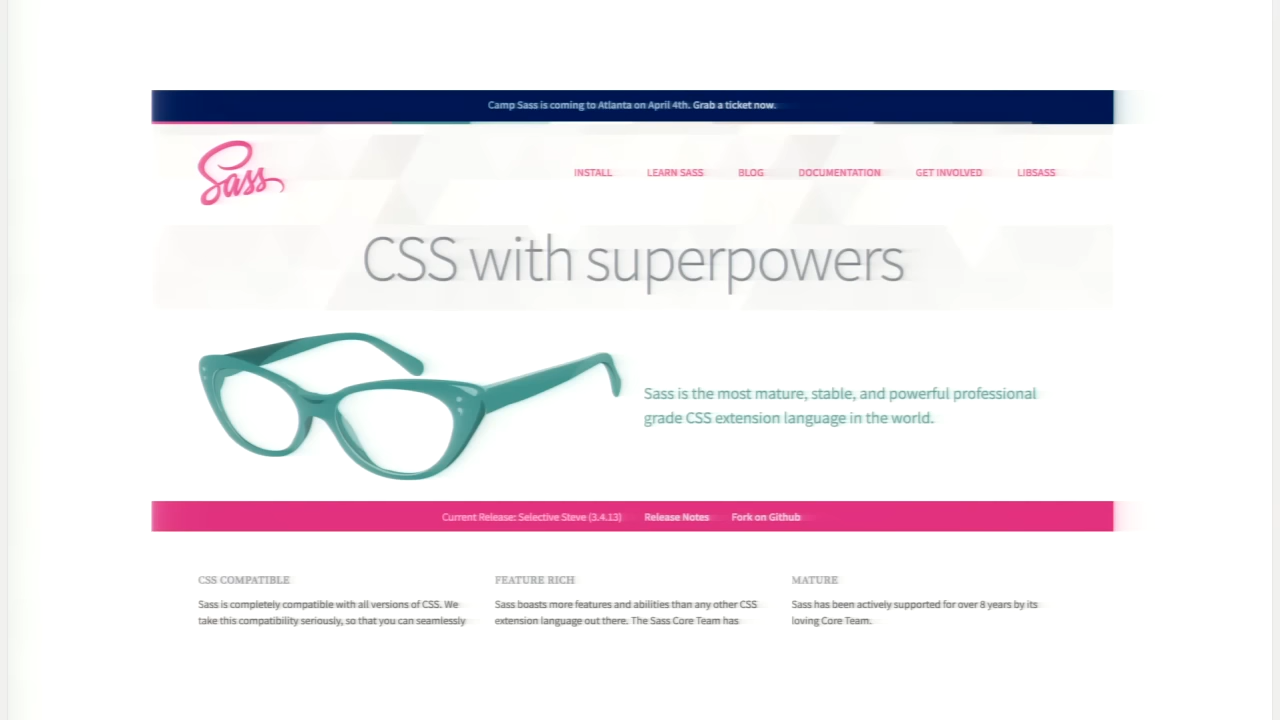 Camp Sass is coming to Atlanta on April 4th. Grab a ticket now.
Sass
INSTALL LEARN SASS BLOG DOCUMENTATION GET INVOLVED LIBSASS
CSS with superpowers
Sass is the most mature, stable, and powerful professional
grade CSS extension language in the world.
Current Release: Selective Steve (3.4.13) Release Notes Fork on Github
CSS COMPATIBLE
Sass is completely compatible with all versions of CSS. We
take this compatibility seriously, so that you can seamlessly
FEATURE RICH
Sass boasts more features and abilities than any other CSS
extension language out there. The Sass Core Team has
MATURE
Sass has been actively supported for over 8 years by its
loving Core Team.